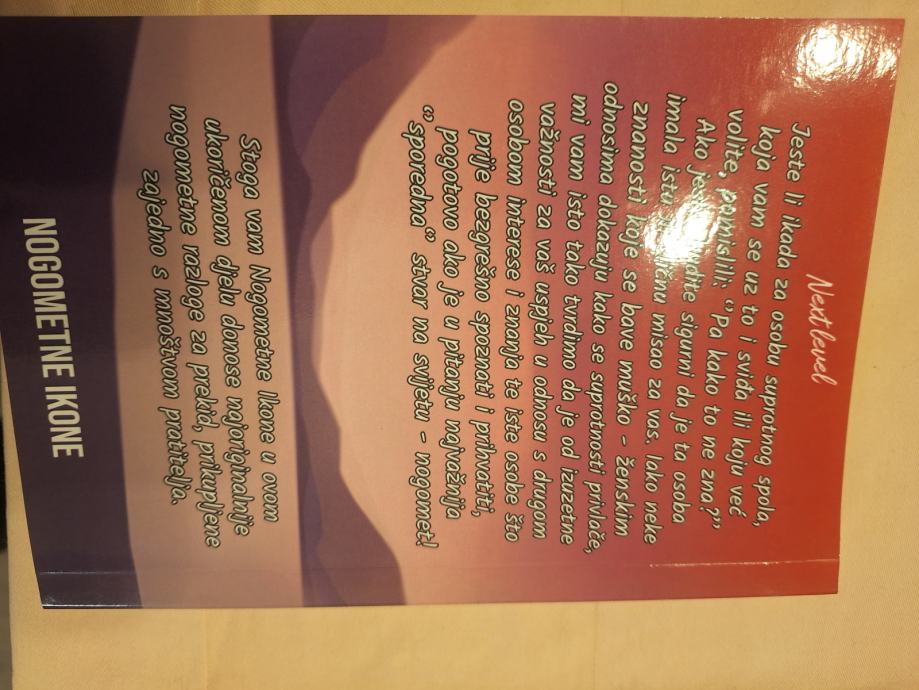 Next level
Jeste li ikada za osobu suprotnog spola,
koja vam se uz to i sviđa ili koju već
volite, pomislili: ‘‘Pa kako to ne zna?’’
Ako je sigurni da je ta osoba
imala istu misao za vas. Iako neke
znanosti koje se bave muško - ženskim
odnosima dokazuju kako se suprotnosti privlače,
mi vam isto tako tvrdimo da je od izuzetne
važnosti za vaš uspjeh u odnosu s drugom
osobom interese i znanja te iste osobe što
prije bezgrešno spoznati i prihvatiti,
pogotovo ako je u pitanju najvažnija
‘‘sporedna‘‘ stvar na svijetu - nogomet!
Stoga vam Nogometne Ikone u ovom
ukoričenom djelu donose najoriginalnije
nogometne razloge za prekid, prikupljene
zajedno s mnoštvom pratitelja.
NOGOMETNE IKONE